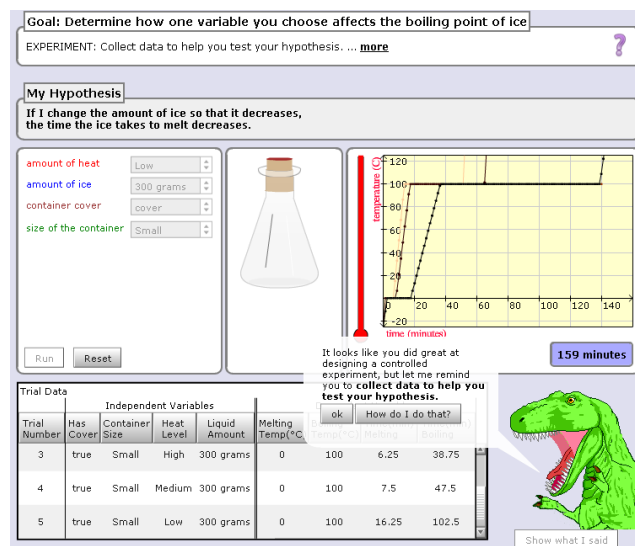 Goal: Determine how one variable you choose affects the boiling point of ice
EXPERIMENT: Collect data to help you test your hypothesis. ... more
?
My Hypothesis
If I change the amount of ice so that it decreases,
the time the ice takes to melt decreases.
amount of heat Low
amount of ice 300 grams
container cover cover
size of the container Small
Run Reset
temperature (C)
120
100
80
60
40
20
-20
20 40 60 80 100 120 140
time (minutes)
159 minutes
It looks like you did great at
designing a controlled
experiment, but let me remind
you to collect data to help you
test your hypothesis.
ok How do I do that?
Trial Data
Independent Variables
Trial Number Has Cover Container Size Heat Level Liquid Amount Melting Temp(°C) Temp(°C) Melting Boiling
3 true Small High 300 grams 0 100 6.25 38.75
4 true Small Medium 300 grams 0 100 7.5 47.5
5 true Small Low 300 grams 0 100 16.25 102.5
Show what I said